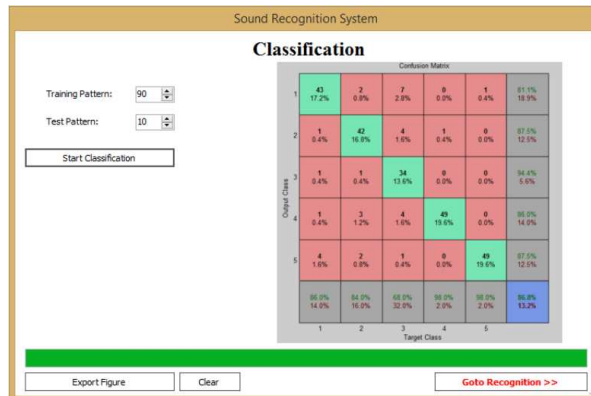 Sound Recognition System
Classification
Confusion Matrix
Training Pattern: 90
Test Pattern: 10
Start Classification
Output Class
1 43 2 7 0 1 81.1%
17.2% 0.8% 2.8% 0.0% 0.4% 18.9%
2 1 42 4 1 0 87.5%
0.4% 16.8% 1.6% 0.4% 0.0% 12.5%
3 1 1 34 0 0 94.4%
0.4% 0.4% 13.6% 0.0% 0.0% 5.6%
4 1 3 4 49 0 86.0%
0.4% 1.2% 1.6% 19.6% 0.0% 14.0%
5 4 2 1 0 49 87.5%
1.6% 0.8% 0.4% 0.0% 19.6% 12.5%
86.0% 84.0% 68.0% 98.0% 98.0% 86.8%
14.0% 16.0% 32.0% 2.0% 2.0% 13.2%
1 2 3 4 5
Target Class
Export Figure
Clear
Goto Recognition >>